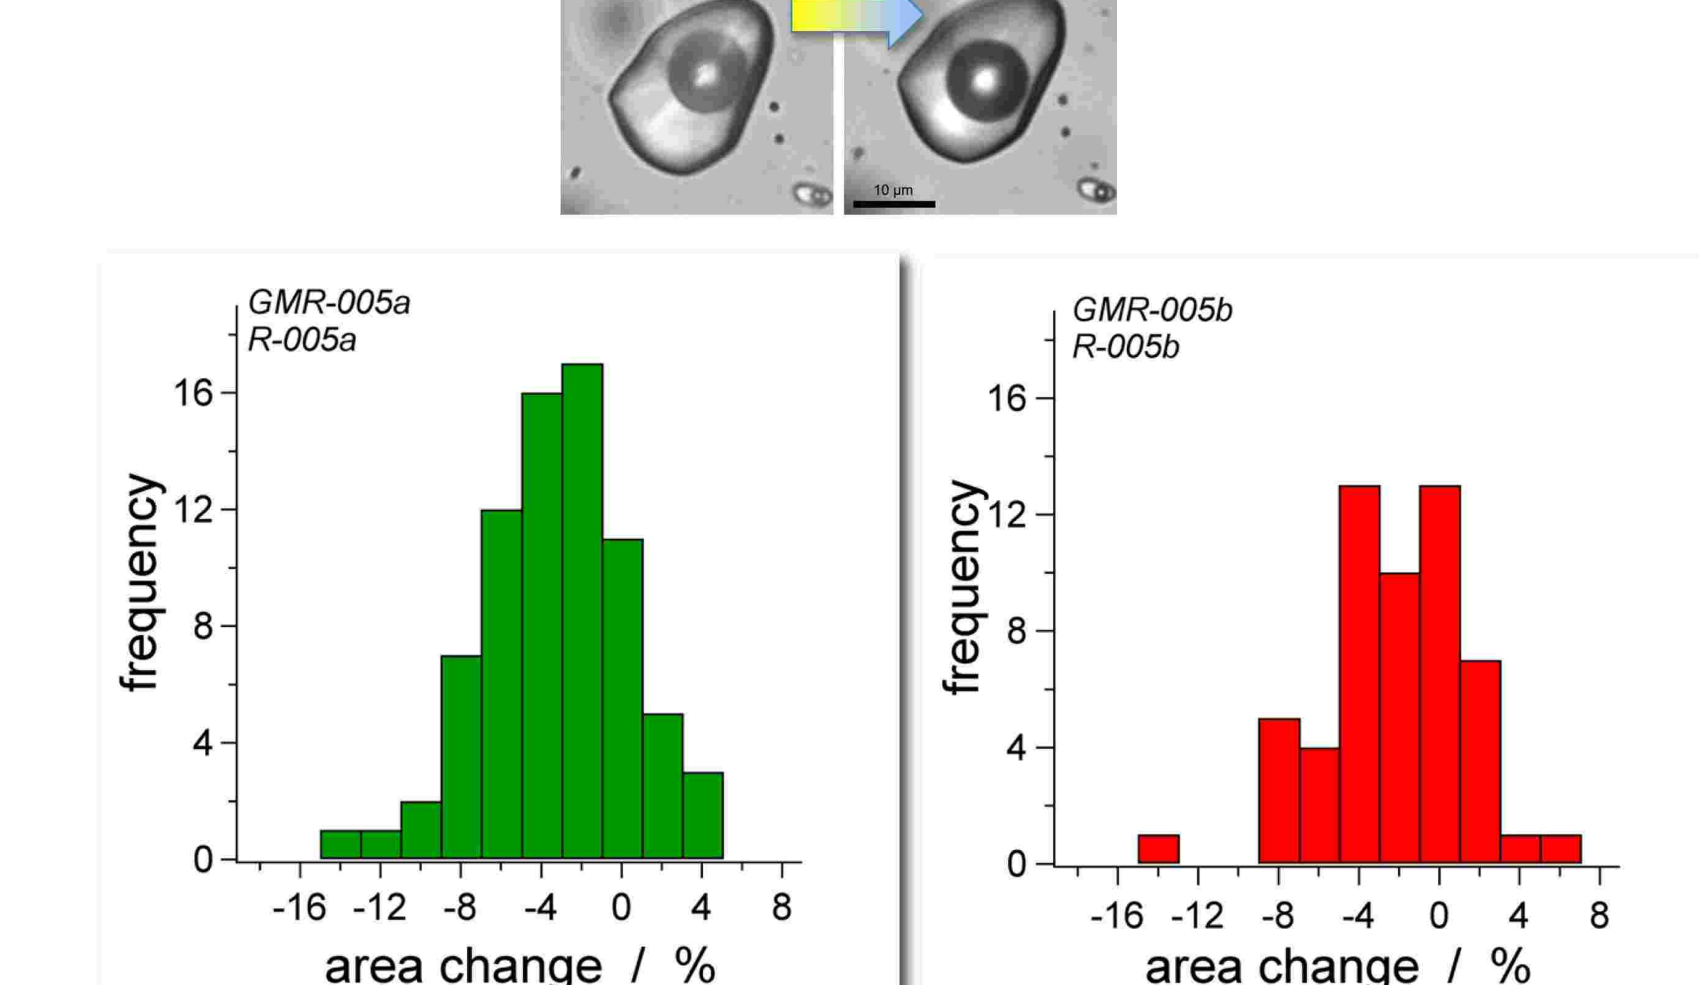 10 µm
GMR-005a
R-005a
16
12
8
4
0
frequency
-16 -12 -8 -4 0 4 8
area change / %
GMR-005b
R-005b
16
12
8
4
0
frequency
-16 -12 -8 -4 0 4 8
area change / %